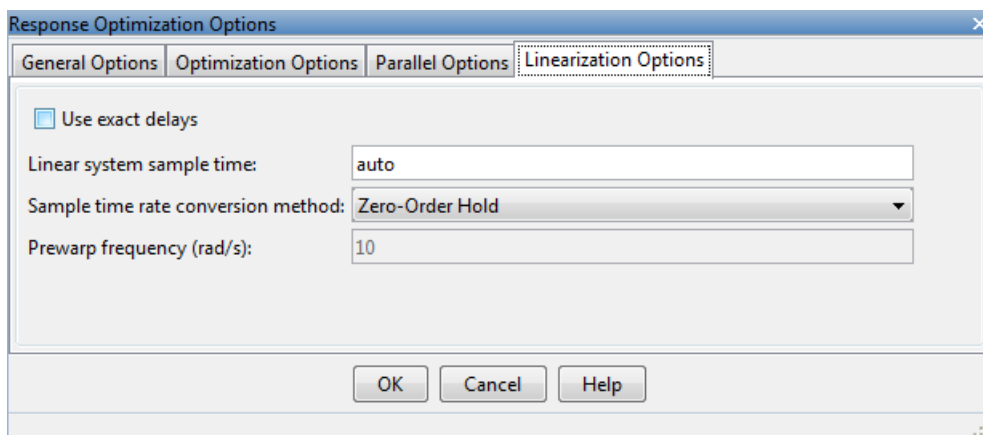 Response Optimization Options
General Options Optimization Options Parallel Options Linearization Options
Use exact delays
Linear system sample time: auto
Sample time rate conversion method: Zero-Order Hold
Prewarp frequency (rad/s): 10
OK Cancel Help